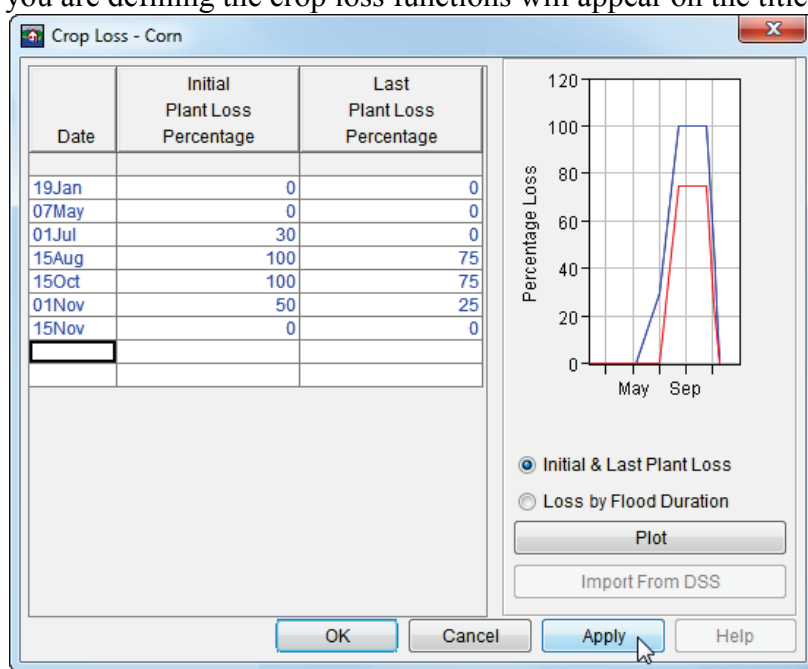 you are defining the crop loss functions will appear on the title
Crop Loss - Corn
Date Initial Plant Loss Percentage Last Plant Loss Percentage
19Jan 0 0
07May 0 0
01Jul 30 0
15Aug 100 75
15Oct 100 75
01Nov 50 25
15Nov 0 0
120
100
80
60
40
20
0
Percentage Loss
May Sep
Initial & Last Plant Loss
Loss by Flood Duration
Plot
Import From DSS
OK Cancel Apply Help